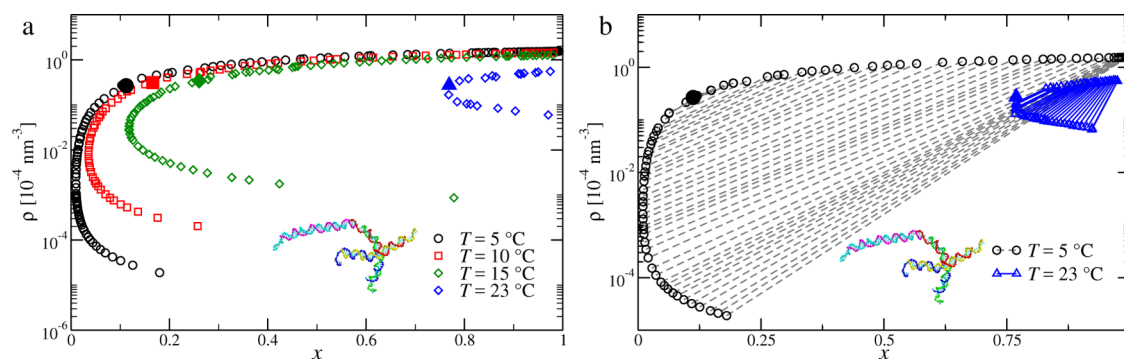 a
ρ [10⁻⁴ nm⁻³]
10⁰
10⁻²
10⁻⁴
10⁻⁶
0 0.2 0.4 0.6 0.8 1
x
T = 5 °C
T = 10 °C
T = 15 °C
T = 23 °C
b
ρ [10⁻⁴ nm⁻³]
10⁰
10⁻²
10⁻⁴
0 0.25 0.5 0.75
x
T = 5 °C
T = 23 °C